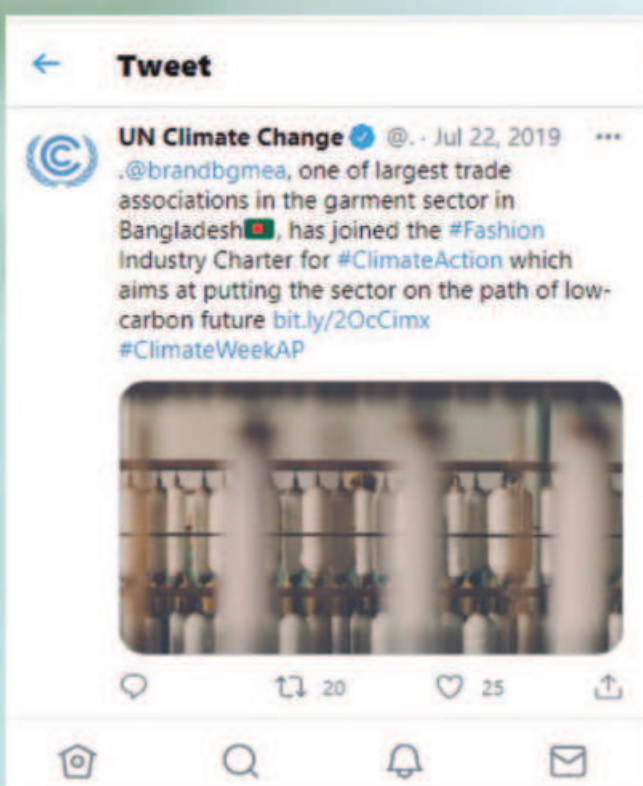 Tweet
UN Climate Change @. · Jul 22, 2019
.@brandbgmea, one of largest trade
associations in the garment sector in
Bangladesh🇧🇩, has joined the #Fashion
Industry Charter for #ClimateAction which
aims at putting the sector on the path of low-
carbon future bit.ly/2OcCimx
#ClimateWeekAP
20 25